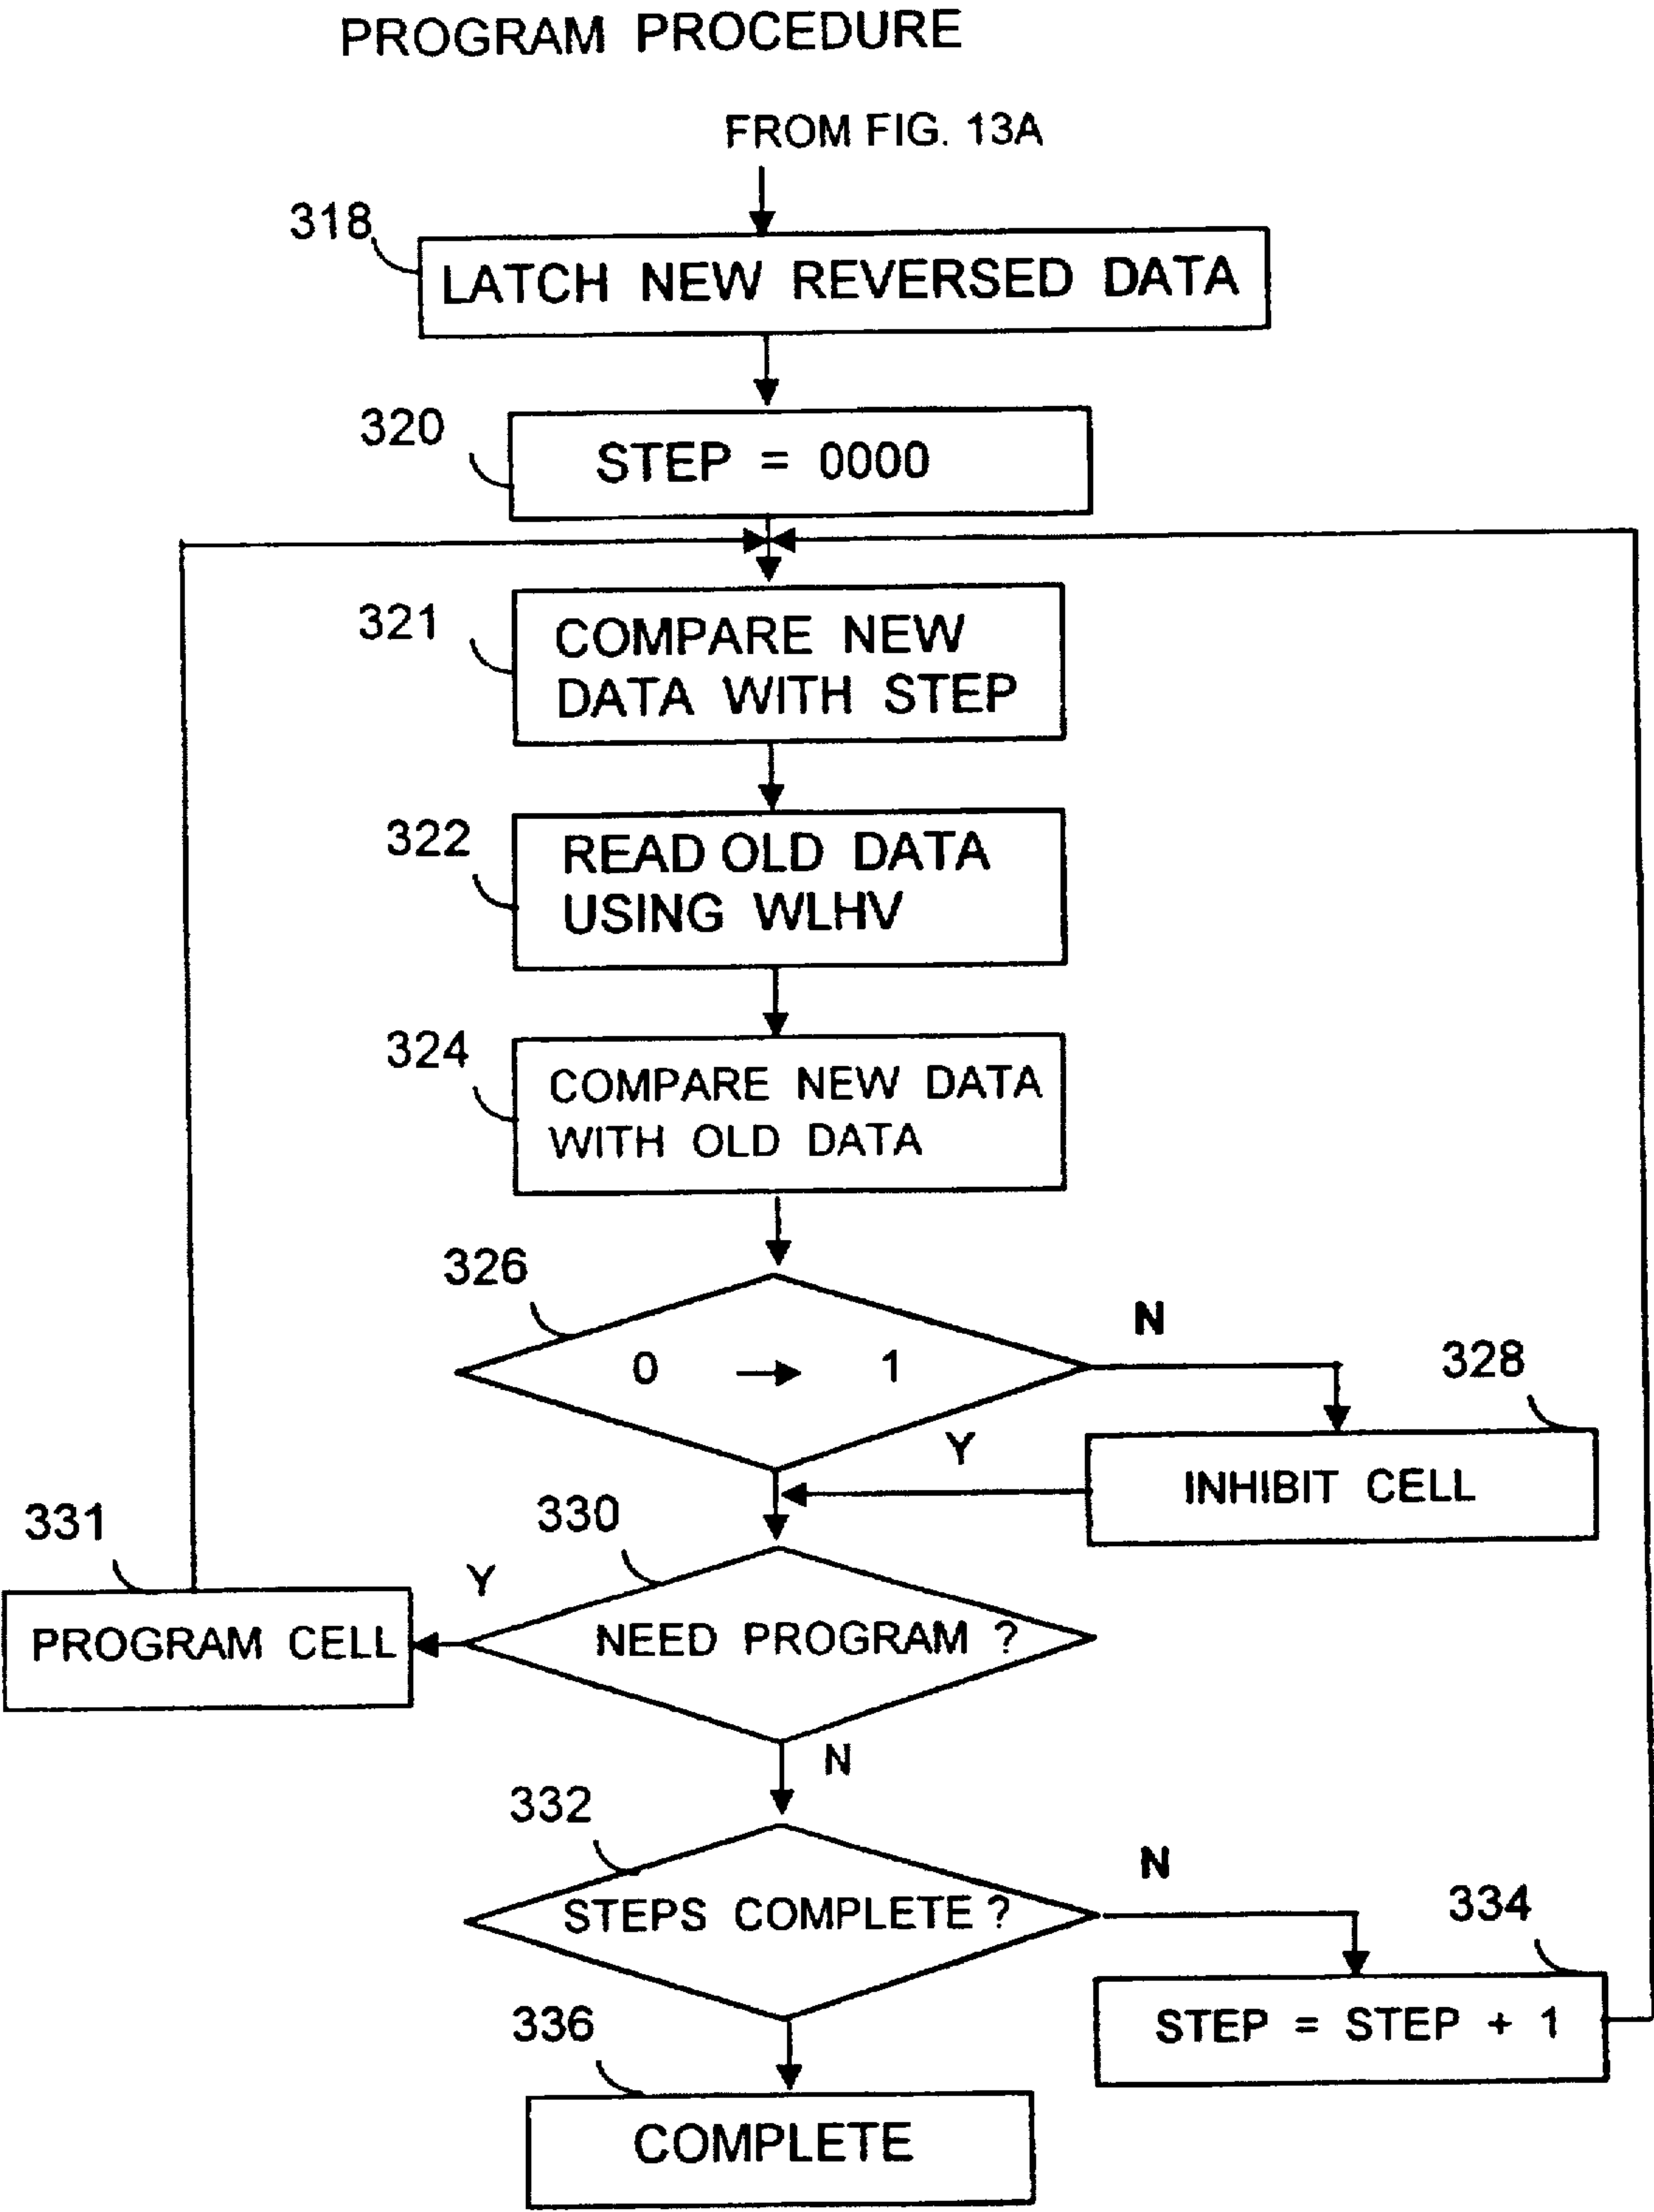 PROGRAM PROCEDURE
FROM FIG. 13A
318
LATCH NEW REVERSED DATA
320
STEP = 0000
321
COMPARE NEW
DATA WITH STEP
322
READ OLD DATA
USING WLHV
324
COMPARE NEW DATA
WITH OLD DATA
326
0 → 1
N
328
Y
INHIBIT CELL
330
331
Y
PROGRAM CELL
NEED PROGRAM ?
N
332
STEPS COMPLETE ?
N
334
STEP = STEP + 1
336
COMPLETE